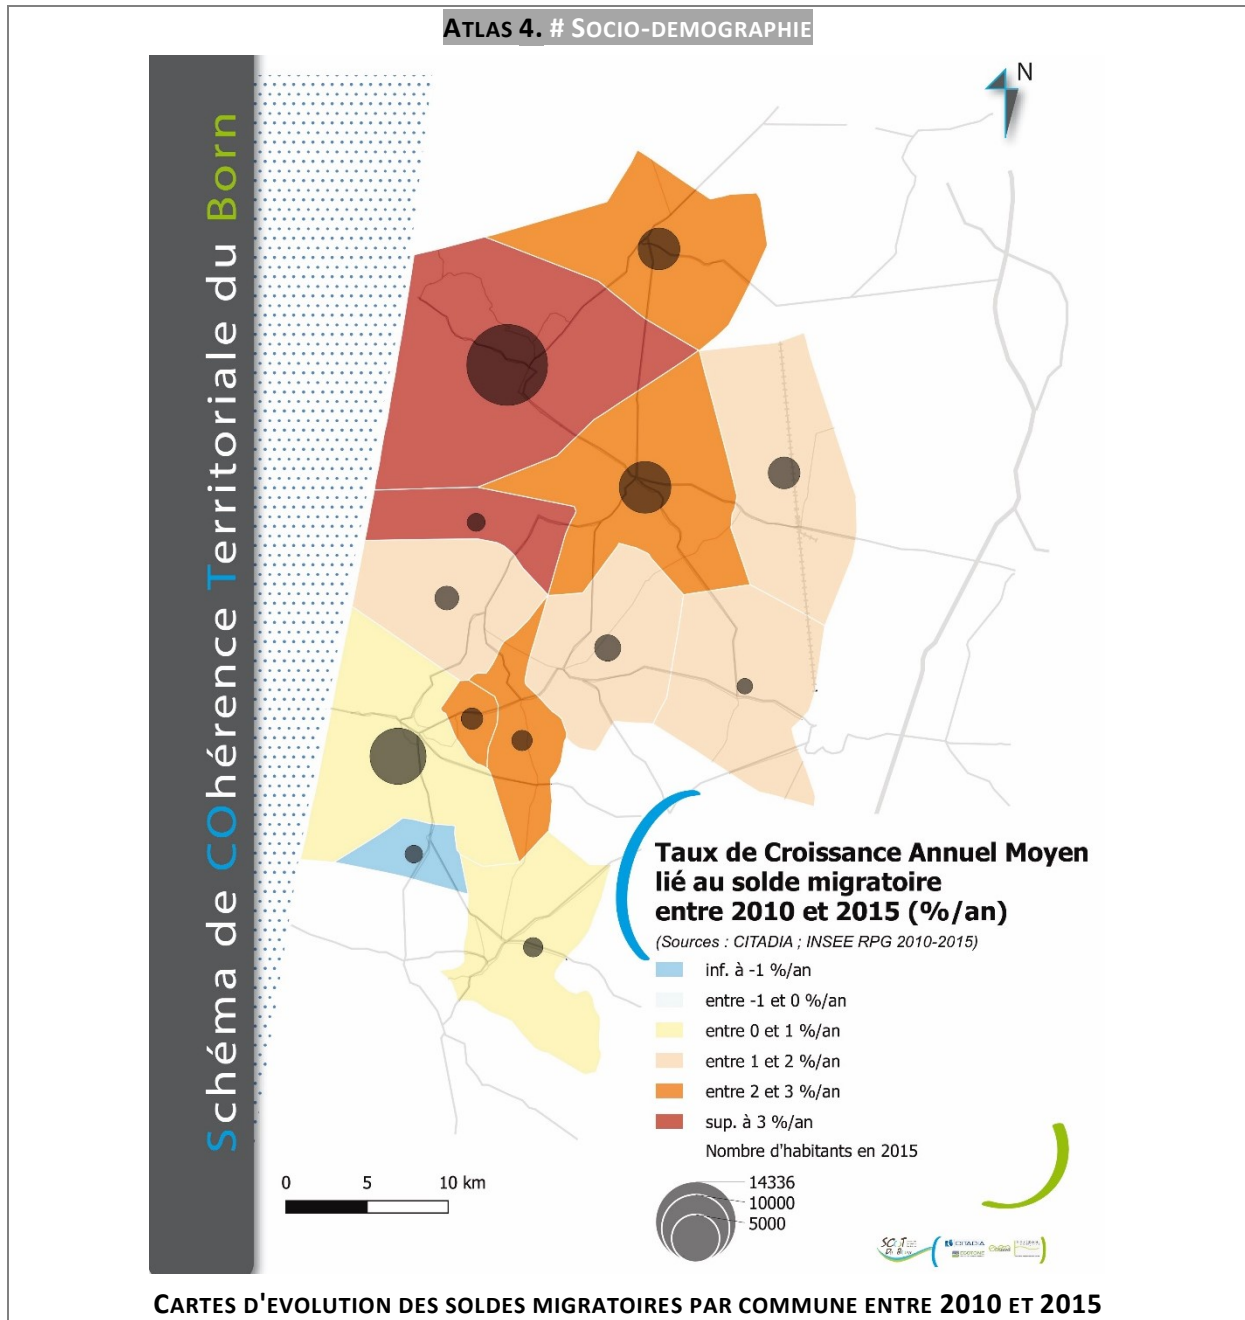 ATLAS 4. # SOCIO-DEMOGRAPHIE
Schéma de COhérence Territoriale du Born
N
Taux de Croissance Annuel Moyen
lié au solde migratoire
entre 2010 et 2015 (%/an)
(Sources : CITADIA ; INSEE RPG 2010-2015)
inf. à -1 %/an
entre -1 et 0 %/an
entre 0 et 1 %/an
entre 1 et 2 %/an
entre 2 et 3 %/an
sup. à 3 %/an
Nombre d'habitants en 2015
14336
10000
5000
0 5 10 km
CITADIA
CARTES D'EVOLUTION DES SOLDES MIGRATOIRES PAR COMMUNE ENTRE 2010 ET 2015